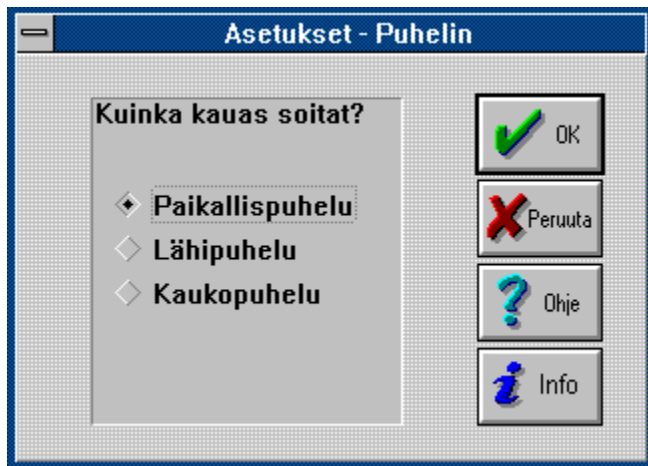 Asetukset - Puhelin
Kuinka kauas soitat?
Paikallispuhelu
Lähipuhelu
Kaukopuhelu
OK
Peruuta
Ohje
Info